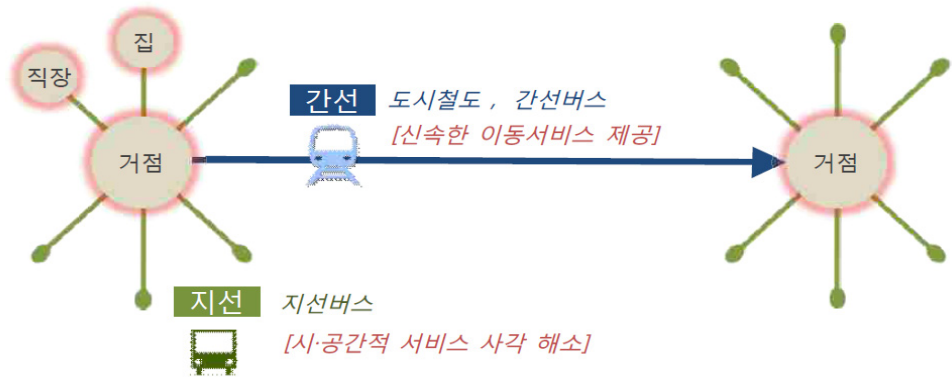 집
직장
거점
간선 도시철도 , 간선버스
[신속한 이동서비스 제공]
거점
지선 지선버스
[시·공간적 서비스 사각 해소]